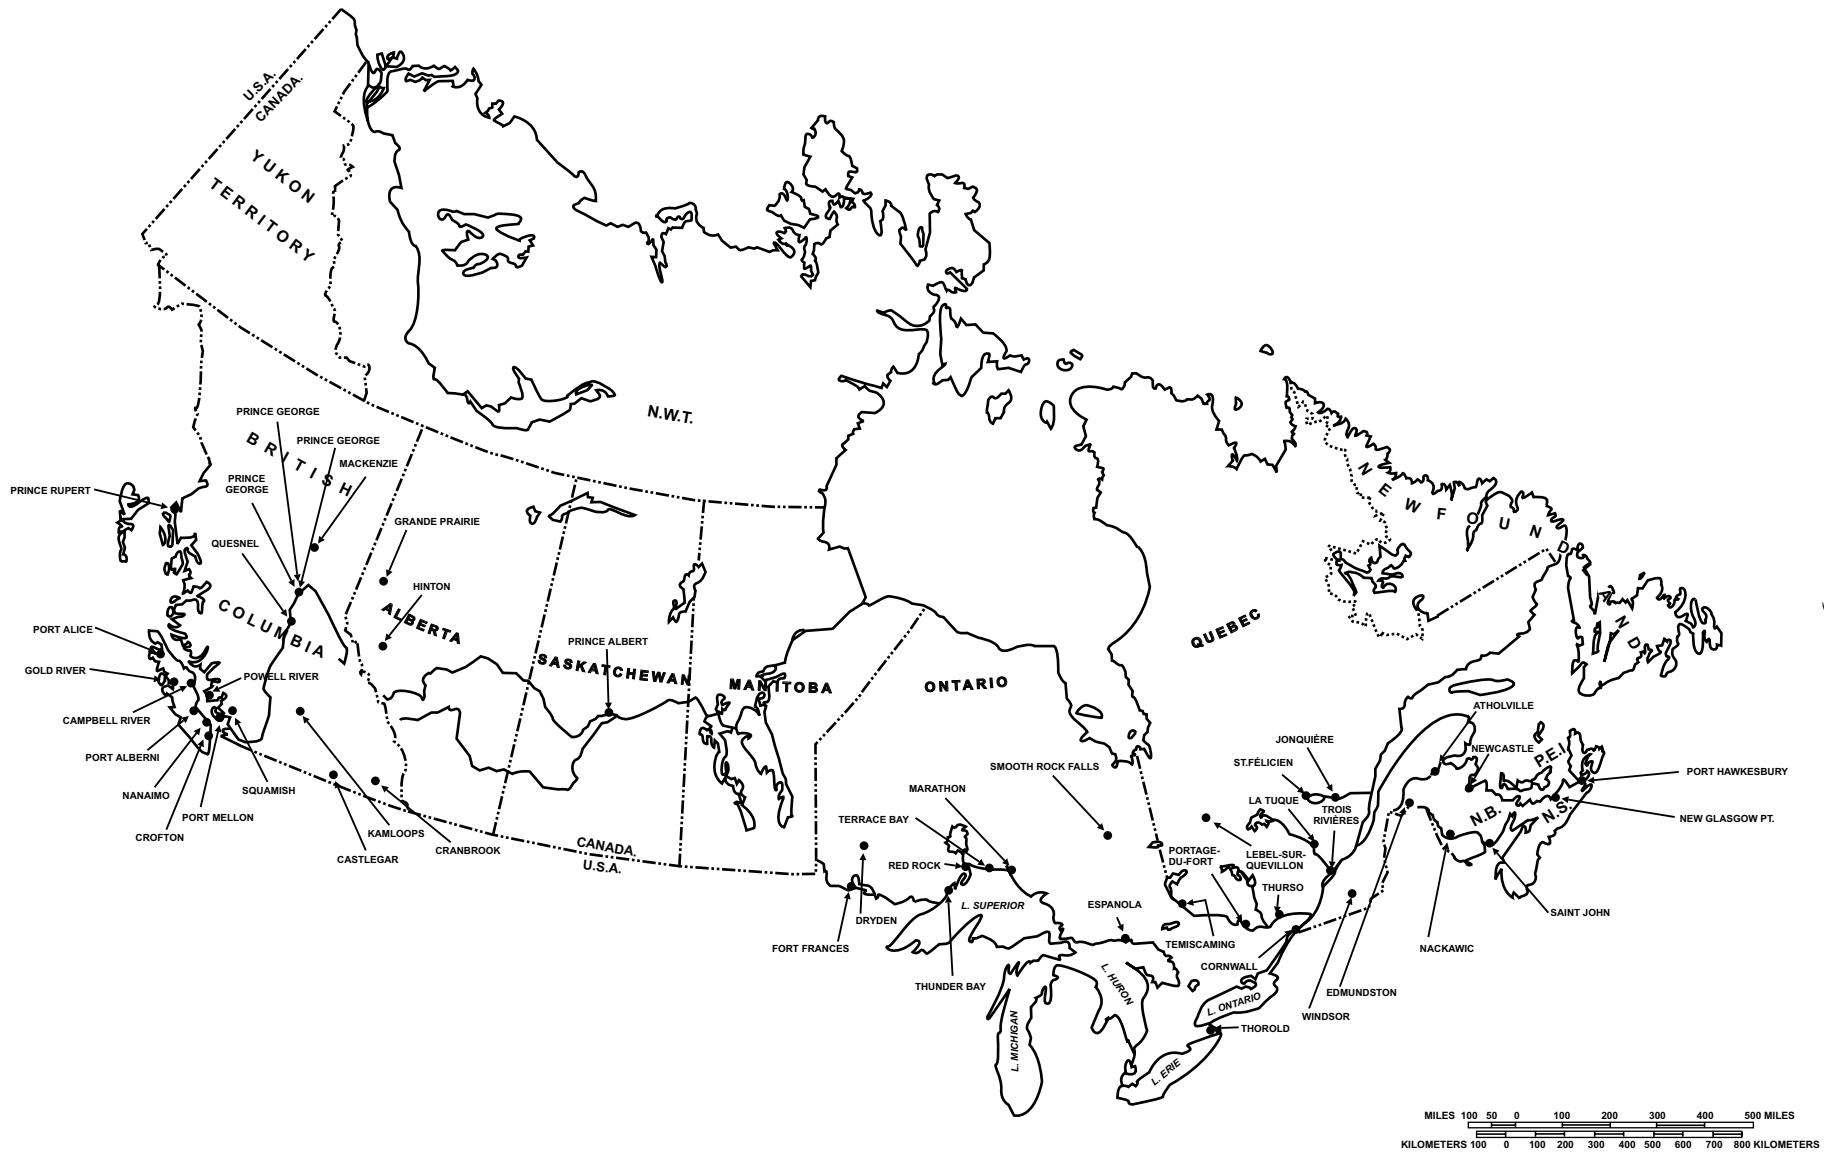 U.S.A.
CANADA.
YUKON
TERRITORY
N.W.T.
PRINCE GEORGE
BRITISH
PRINCE GEORGE
MACKENZIE
PRINCE
GEORGE
PRINCE RUPERT
GRANDE PRAIRIE
QUESNEL
HINTON
COLUMBIA
ALBERTA
PORT ALICE
GOLD RIVER
POWELL RIVER
CAMPBELL RIVER
PORT ALBERNI
NANAIMO
CROFTON
PORT MELLON
SQUAMISH
KAMLOOPS
CASTLEGAR
CRANBROOK
PRINCE ALBERT
SASKATCHEWAN
MANITOBA
ONTARIO
QUEBEC
NEWFOUNDLAND
CANADA.
U.S.A.
SMOOTH ROCK FALLS
MARATHON
TERRACE BAY
RED ROCK
DRYDEN
FORT FRANCES
THUNDER BAY
L. SUPERIOR
ESPANOLA
L. HURON
L. MICHIGAN
L. ERIE
L. ONTARIO
THOROLD
JONQUIÈRE
ST.FÉLICIEN
LA TUQUE
TROIS
RIVIÈRES
PORTAGE-
DU-FORT
LEBEL-SUR-
QUEVILLON
THURSO
TEMISCAMING
CORNWALL
WINDSOR
EDMUNDSTON
ATHOLVILLE
NEWCASTLE
P.E.I.
N.B.
N.S.
PORT HAWKESBURY
NEW GLASGOW PT.
SAINT JOHN
NACKAWIC
MILES 100 50 0 100 200 300 400 500 MILES
KILOMETERS 100 0 100 200 300 400 500 600 700 800 KILOMETERS